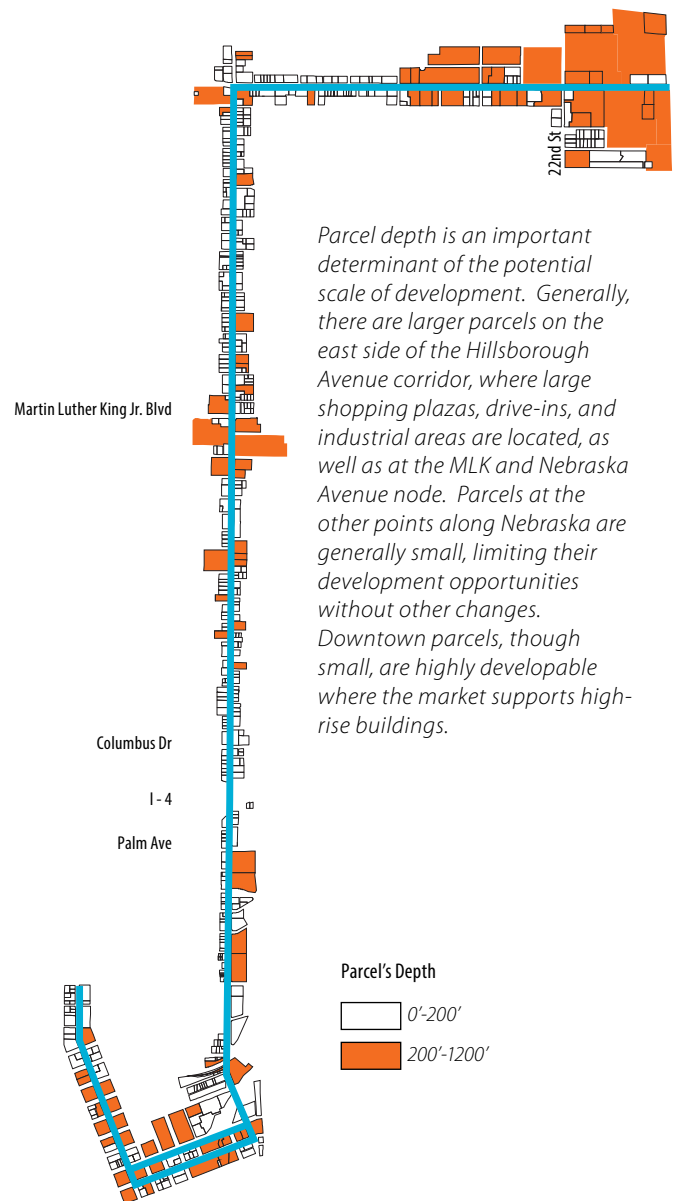 22nd St
Parcel depth is an important
determinant of the potential
scale of development.  Generally,
there are larger parcels on the
east side of the Hillsborough
Avenue corridor, where large
shopping plazas, drive-ins, and
industrial areas are located, as
well as at the MLK and Nebraska
Avenue node.  Parcels at the
other points along Nebraska are
generally small, limiting their
development opportunities
without other changes.
Downtown parcels, though
small, are highly developable
where the market supports high-
rise buildings.
Martin Luther King Jr. Blvd
Columbus Dr
I - 4
Palm Ave
Parcel's Depth
0'-200'
200'-1200'